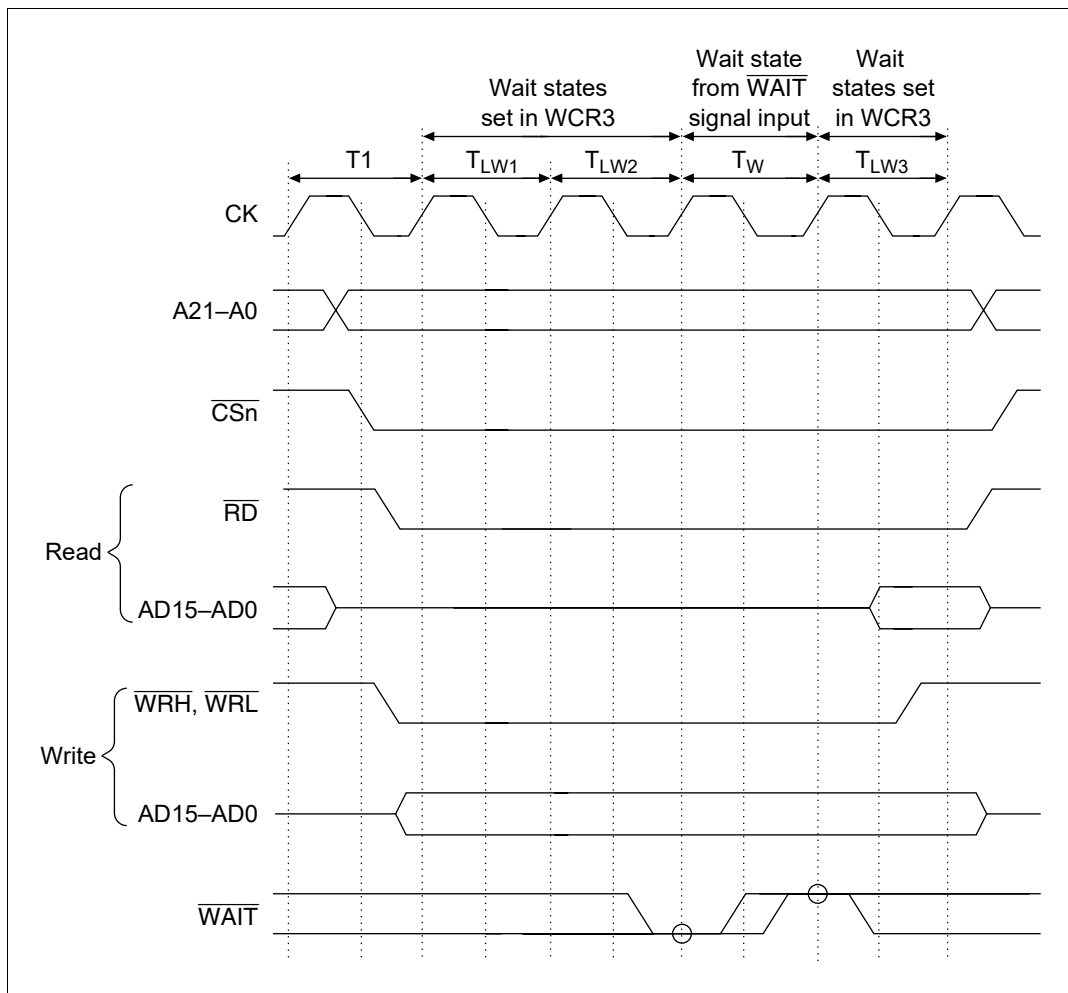 Wait states
set in WCR3
Wait state
from WAIT
signal input
Wait
states set
in WCR3
T1
TLW1
TLW2
TW
TLW3
CK
A21–A0
CSn
Read
RD
AD15–AD0
Write
WRH, WRL
AD15–AD0
WAIT